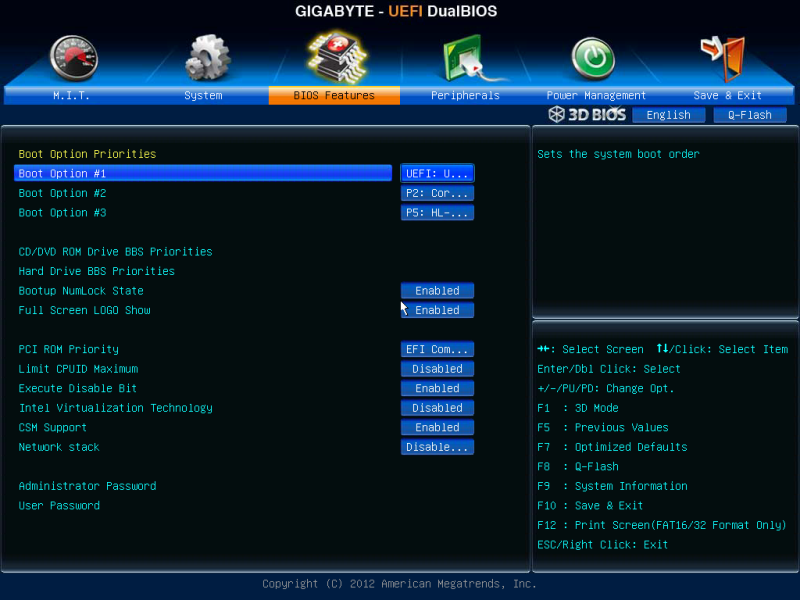 GIGABYTE - UEFI DualBIOS
M.I.T. System BIOS Features Peripherals Power Management Save & Exit
3D BIOS English Q-Flash
Boot Option Priorities
Boot Option #1 UEFI: U...
Boot Option #2 P2: Cor...
Boot Option #3 P5: HL-...
CD/DVD ROM Drive BBS Priorities
Hard Drive BBS Priorities
Bootup NumLock State Enabled
Full Screen LOGO Show Enabled
PCI ROM Priority EFI Com...
Limit CPUID Maximum Disabled
Execute Disable Bit Enabled
Intel Virtualization Technology Disabled
CSM Support Enabled
Network stack Disable...
Administrator Password
User Password
Sets the system boot order
→←: Select Screen ↑↓/Click: Select Item
Enter/Dbl Click: Select
+/-/PU/PD: Change Opt.
F1 : 3D Mode
F5 : Previous Values
F7 : Optimized Defaults
F8 : Q-Flash
F9 : System Information
F10 : Save & Exit
F12 : Print Screen(FAT16/32 Format Only)
ESC/Right Click: Exit
Copyright (C) 2012 American Megatrends, Inc.